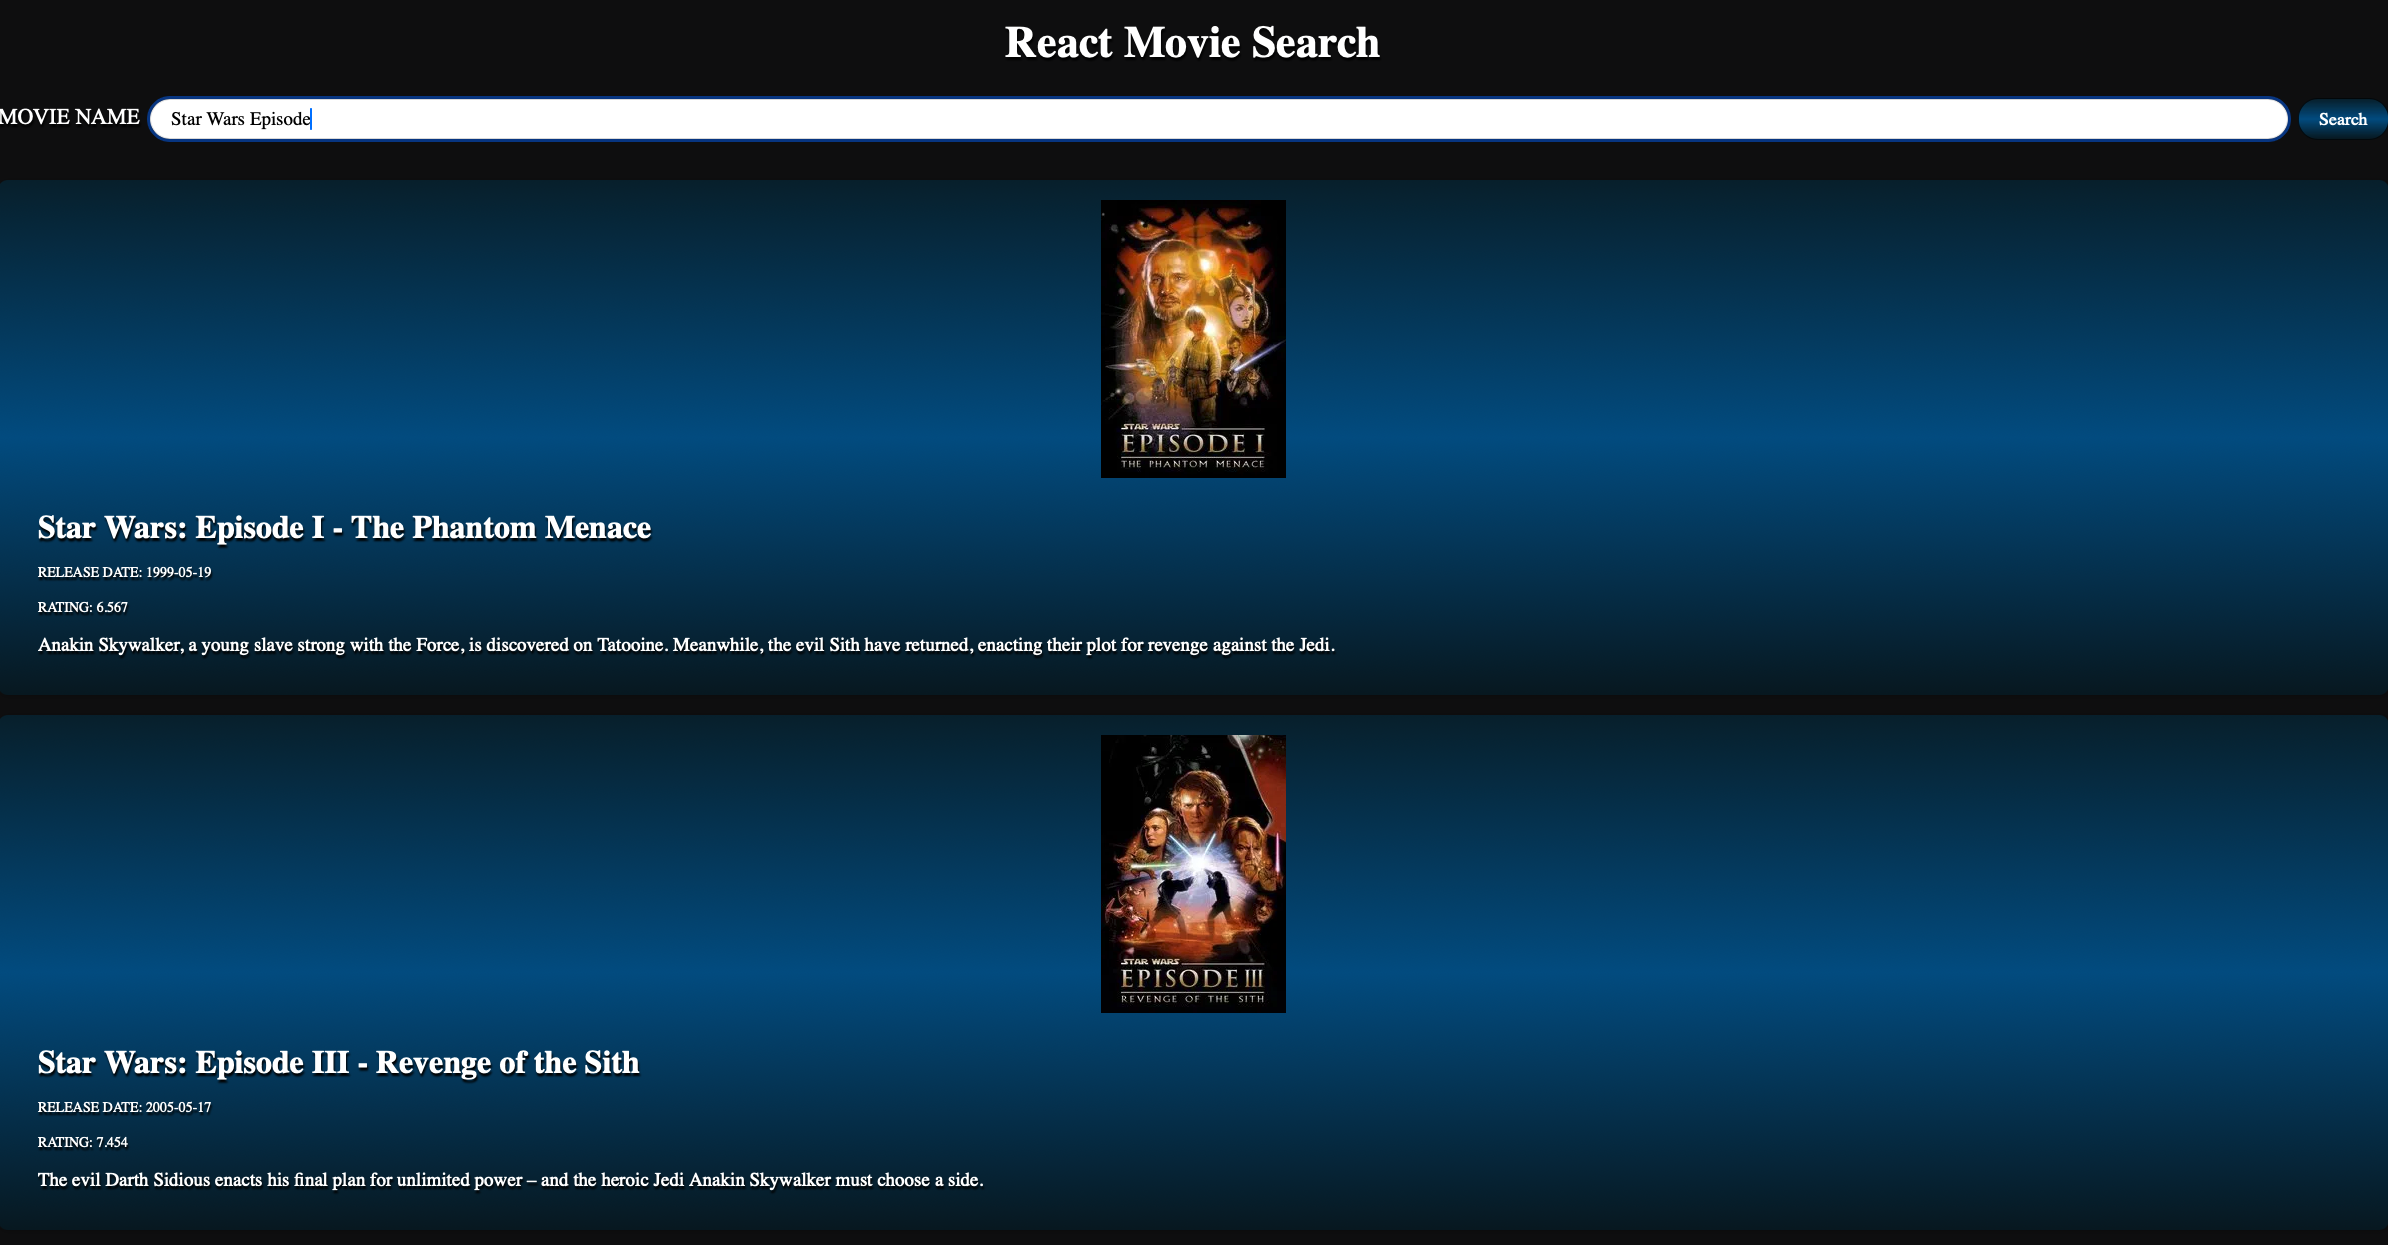 React Movie Search
MOVIE NAME
Star Wars Episode
Search
STAR WARS
EPISODE I
THE PHANTOM MENACE
Star Wars: Episode I - The Phantom Menace
RELEASE DATE: 1999-05-19
RATING: 6.567
Anakin Skywalker, a young slave strong with the Force, is discovered on Tatooine. Meanwhile, the evil Sith have returned, enacting their plot for revenge against the Jedi.
STAR WARS
EPISODE III
REVENGE OF THE SITH
Star Wars: Episode III - Revenge of the Sith
RELEASE DATE: 2005-05-17
RATING: 7.454
The evil Darth Sidious enacts his final plan for unlimited power – and the heroic Jedi Anakin Skywalker must choose a side.